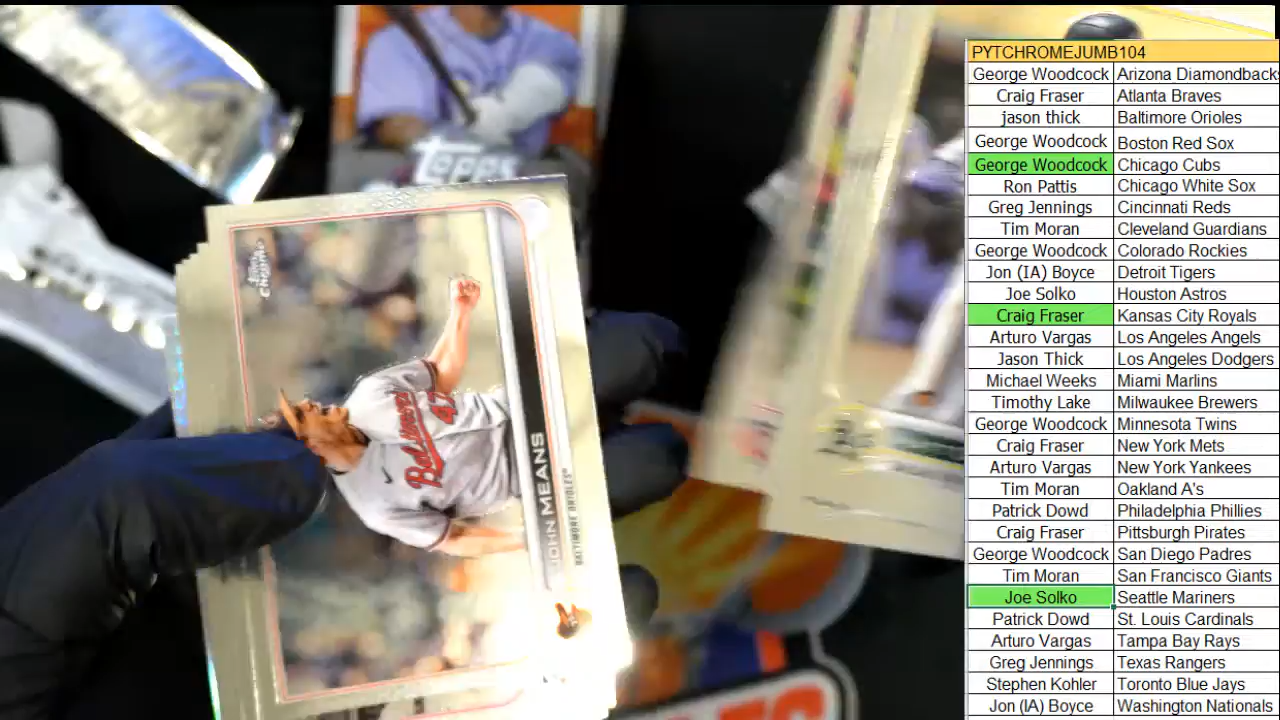 PYTCHROMEJUMB104
George Woodcock Arizona Diamondback
Craig Fraser Atlanta Braves
jason thick Baltimore Orioles
George Woodcock Boston Red Sox
George Woodcock Chicago Cubs
Ron Pattis Chicago White Sox
Greg Jennings Cincinnati Reds
Tim Moran Cleveland Guardians
George Woodcock Colorado Rockies
Jon (IA) Boyce Detroit Tigers
Joe Solko Houston Astros
Craig Fraser Kansas City Royals
Arturo Vargas Los Angeles Angels
Jason Thick Los Angeles Dodgers
Michael Weeks Miami Marlins
Timothy Lake Milwaukee Brewers
George Woodcock Minnesota Twins
Craig Fraser New York Mets
Arturo Vargas New York Yankees
Tim Moran Oakland A's
Patrick Dowd Philadelphia Phillies
Craig Fraser Pittsburgh Pirates
George Woodcock San Diego Padres
Tim Moran San Francisco Giants
Joe Solko Seattle Mariners
Patrick Dowd St. Louis Cardinals
Arturo Vargas Tampa Bay Rays
Greg Jennings Texas Rangers
Stephen Kohler Toronto Blue Jays
Jon (IA) Boyce Washington Nationals
Topps
Topps Chrome
Baltimore
47
JOHN MEANS
BALTIMORE ORIOLES